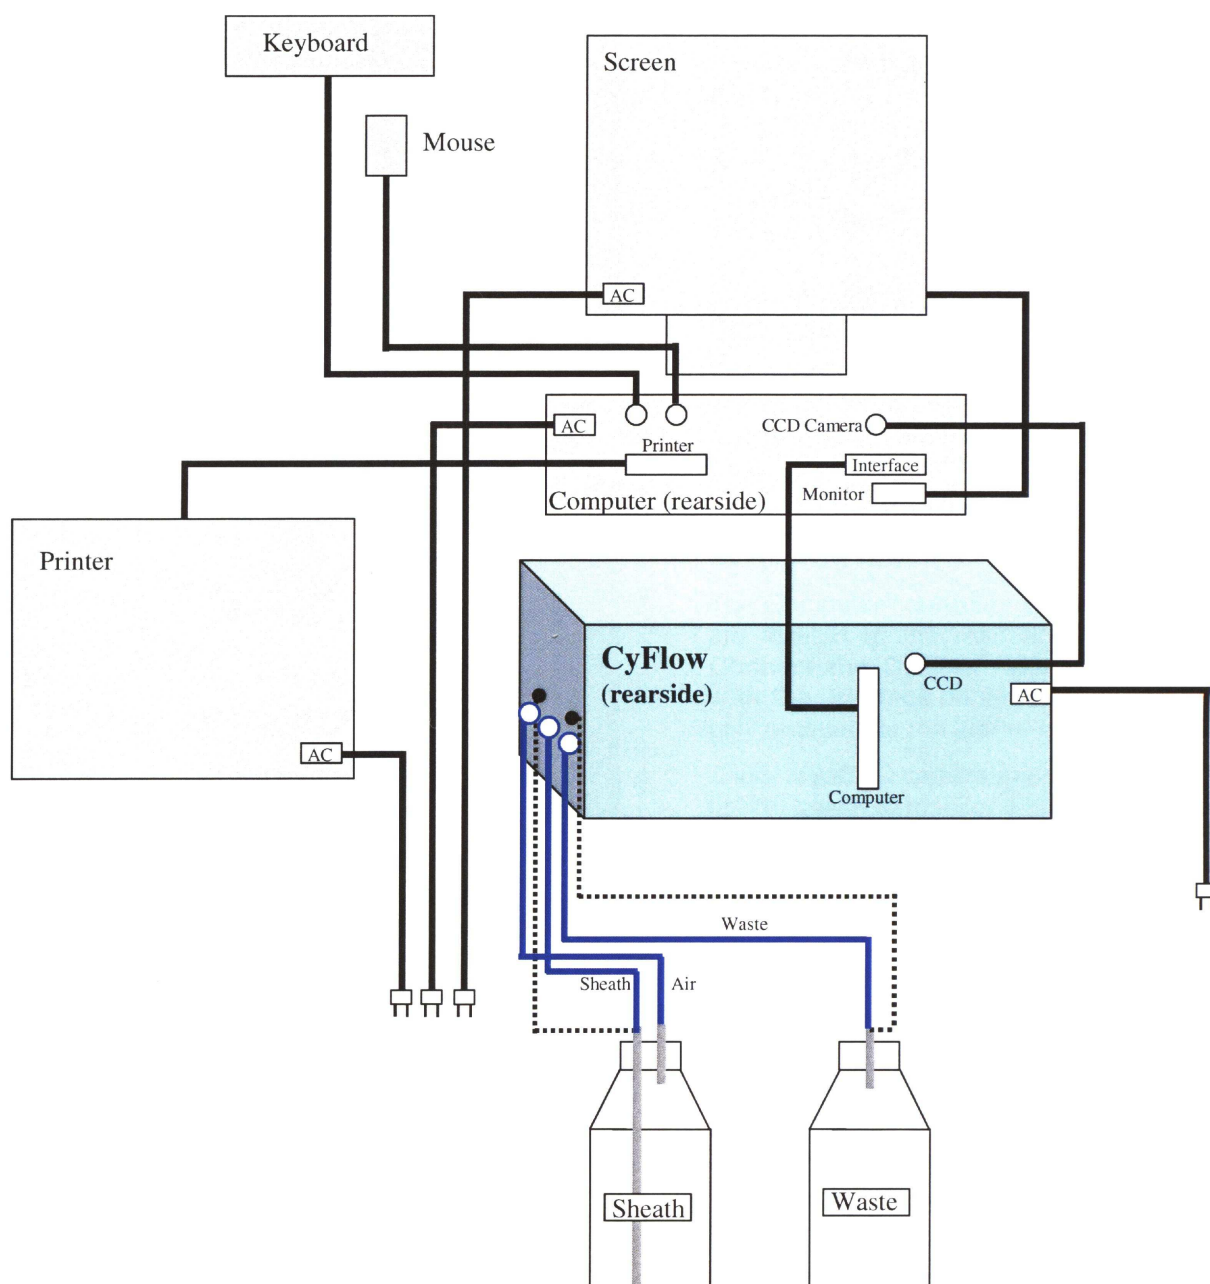 Keyboard
Screen
Mouse
AC
AC
CCD Camera
Printer
Interface
Monitor
Computer (rearside)
Printer
CyFlow
(rearside)
CCD
AC
AC
Computer
Waste
Sheath
Air
Sheath
Waste